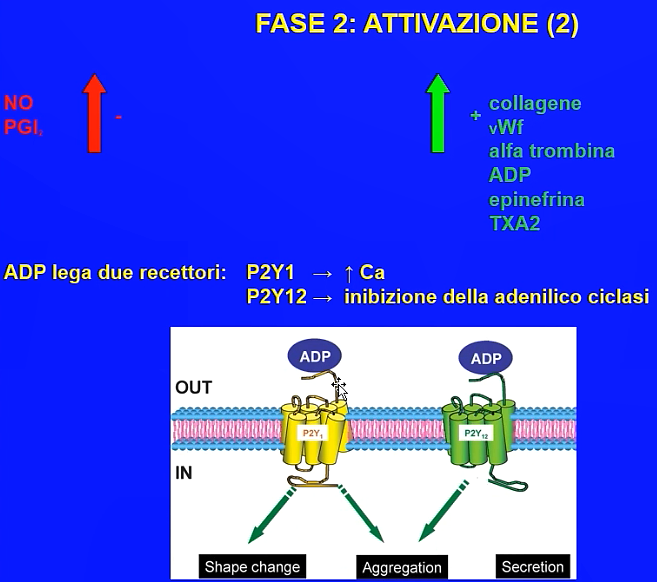 FASE 2: ATTIVAZIONE (2)
NO
PGI₂
-
+
collagene
vWf
alfa trombina
ADP
epinefrina
TXA2
ADP lega due recettori: P2Y1 → ↑ Ca
P2Y12 → inibizione della adenilico ciclasi
ADP
ADP
OUT
P2Y₁
P2Y₁₂
IN
Shape change
Aggregation
Secretion